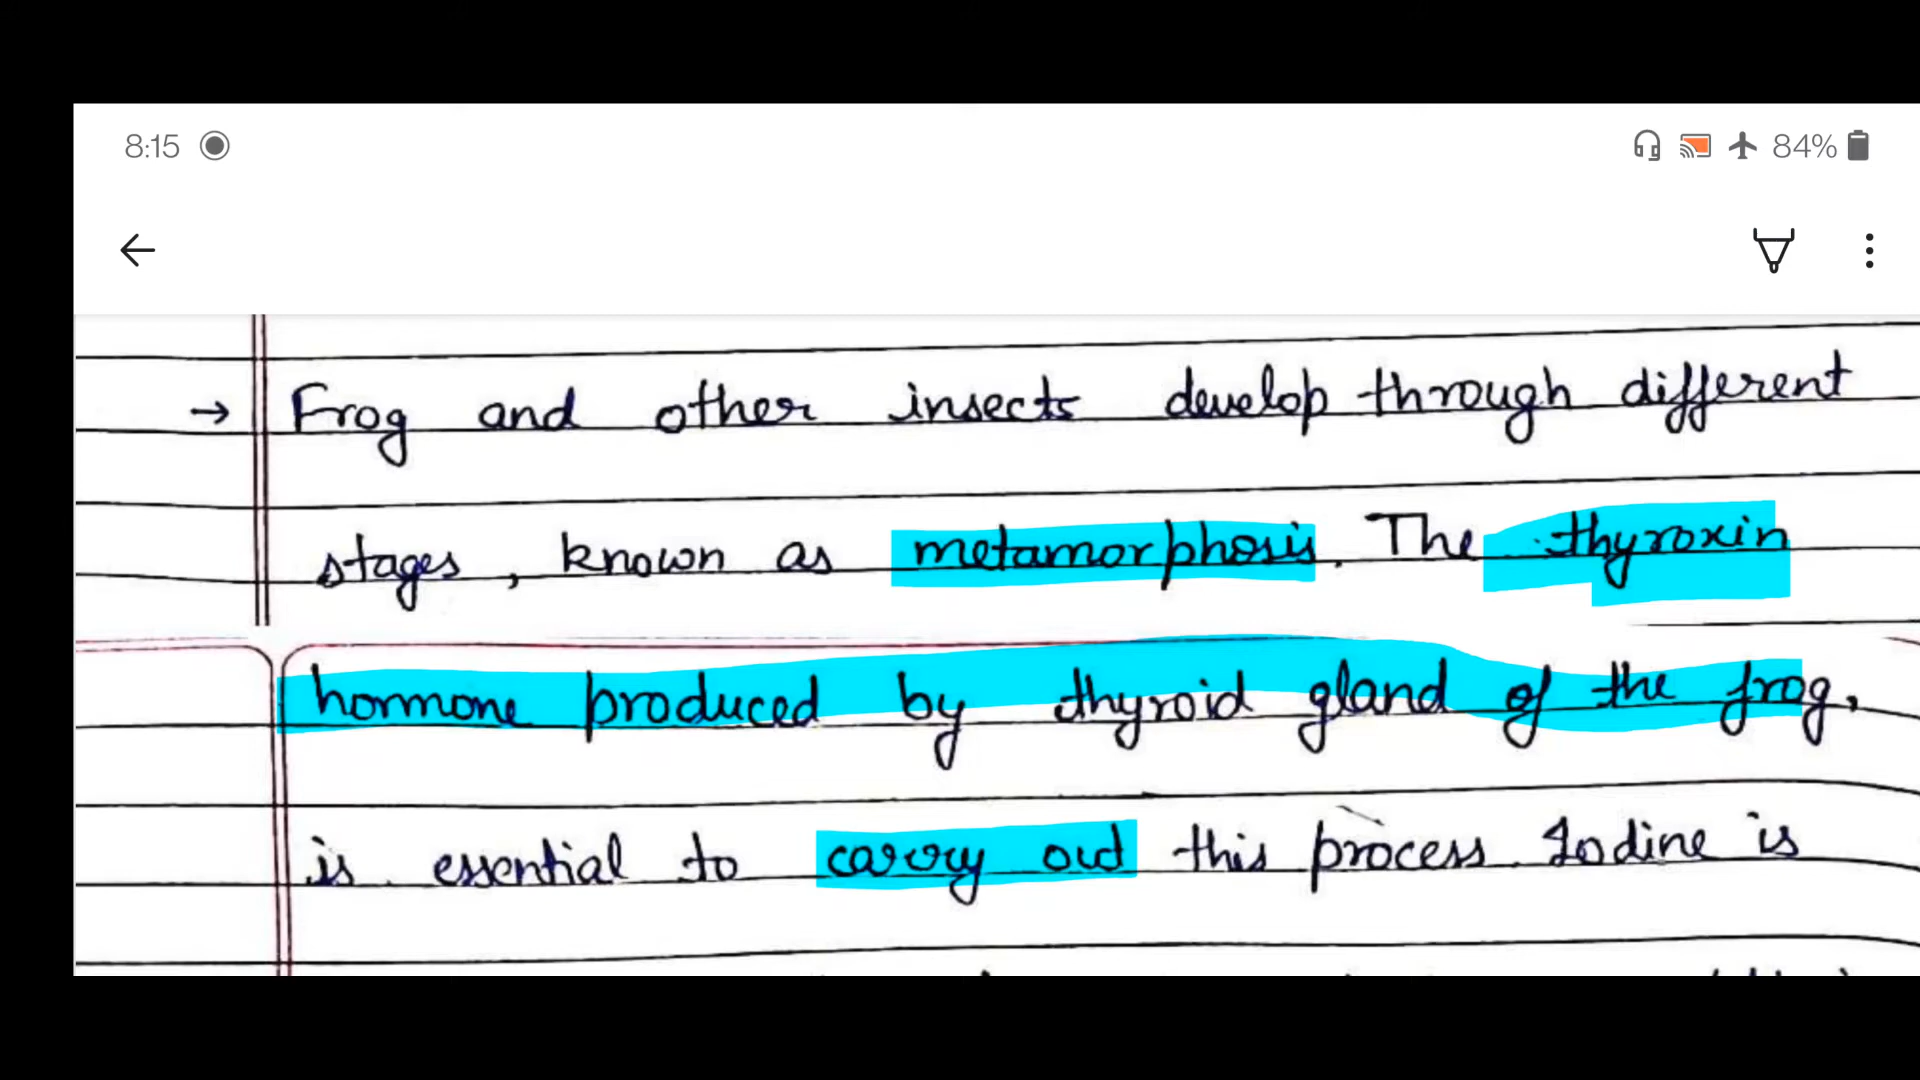 8:15 84%
→ Frog and other insects develop through different
stages, known as metamorphosis. The thyroxin
hormone produced by thyroid gland of the frog,
is essential to carry out this process. Iodine is